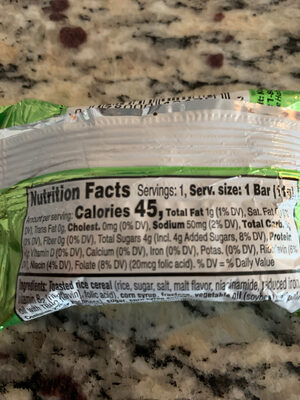 Nutrition Facts Servings: 1, Serv. size: 1 Bar
Amount per serving: Calories 45, Total Fat 1g (1% DV), Sat. Fat
DV), Trans Fat 0g, Cholest. 0mg (0% DV), Sodium 50mg (2% DV), Total Carb.
DV), Fiber 0g (0% DV), Total Sugars 4g (Incl. 4g Added Sugars, 8% DV), Protein
Vitamin D (0% DV), Calcium (0% DV), Iron (0% DV), Potas. (0% DV),
Niacin (4% DV), Folate (8% DV) (20mcg folic acid). % DV = % Daily Value
Ingredients: Toasted rice cereal (rice, sugar, salt, malt flavor, niacinamide, reduced iron,
folic acid), corn syrup, fructose, vegetable oil